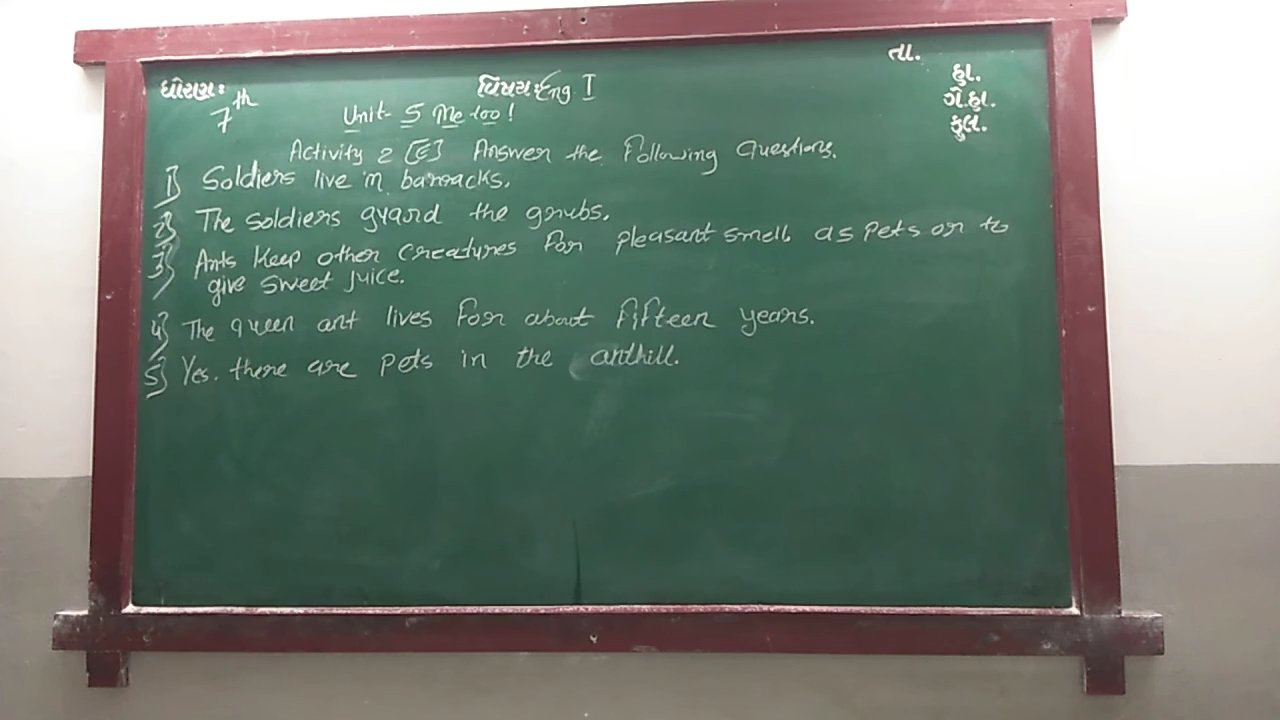 તા.
ધોરણ: વિષય: Eng I હા.
7th ગે.હા.
Unit- 5 Me too! કુલ.
Activity 2 [E] Answer the Following Questions.
1] Soldiers live in barracks.
2] The soldiers guard the grubs.
3] Ants keep other creatures for pleasant smell as pets or to
give sweet juice.
4] The queen ant lives for about fifteen years.
5] Yes. there are pets in the anthill.